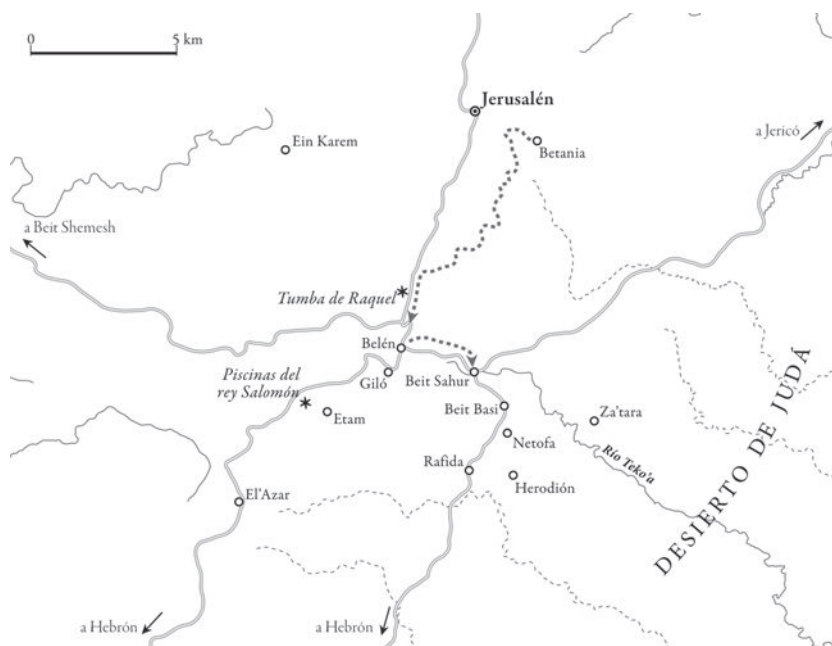 0
5 km
Jerusalén
a Jericó
Ein Karem
Betania
a Beit Shemesh
Tumba de Raquel
Belén
Piscinas del
rey Salomón
Giló
Beit Sahur
Etam
Beit Basi
Za'tara
Netofa
Río Teko'a
DESIERTO DE JUDÁ
Rafida
Herodión
El'Azar
a Hebrón
a Hebrón